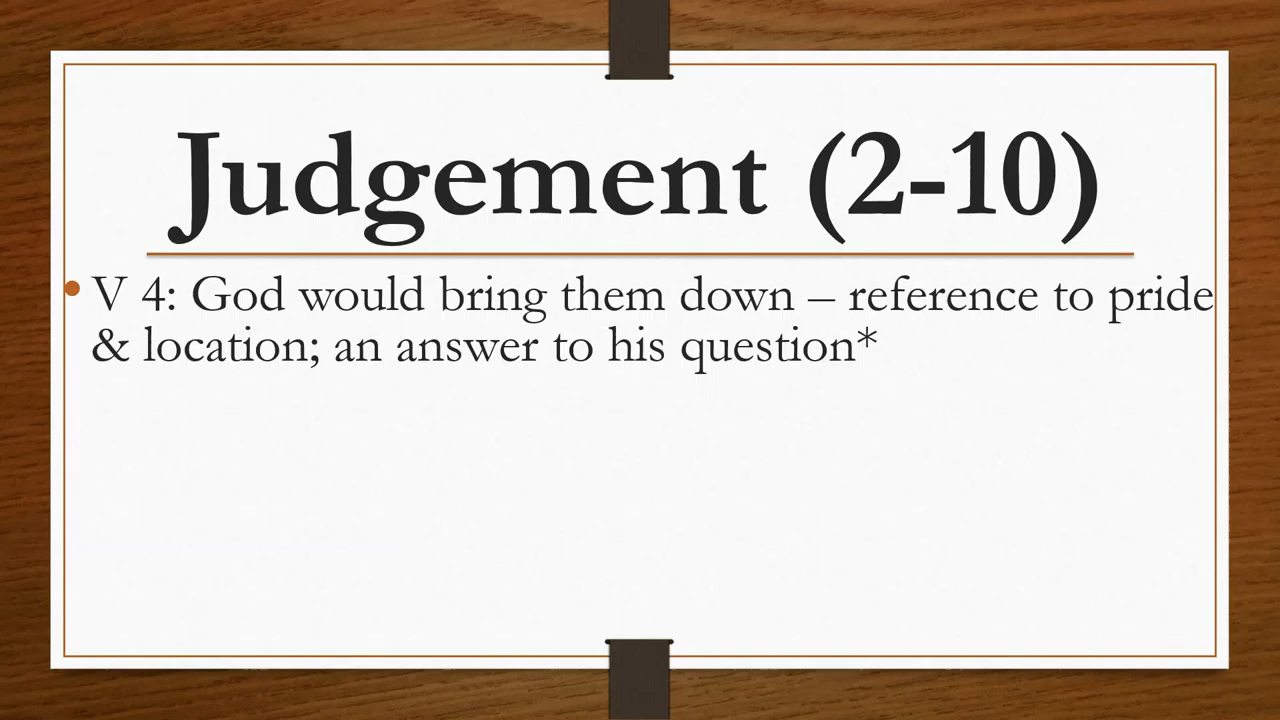 Judgement (2-10)
• V 4: God would bring them down – reference to pride
& location; an answer to his question*